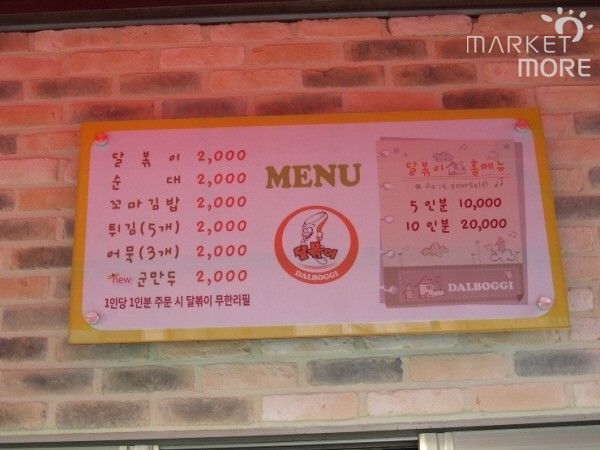 MARKET
MORE
달 볶 이 2,000
순 대 2,000
꼬마김밥 2,000
튀김(5개) 2,000
어묵(3개) 2,000
new 군만두 2,000
1인당 1인분 주문 시 달볶이 무한리필
MENU
달볶이
DALBOGGI
달볶이 홈메뉴
Do it yourself!
5 인분 10,000
10 인분 20,000
DALBOGGI